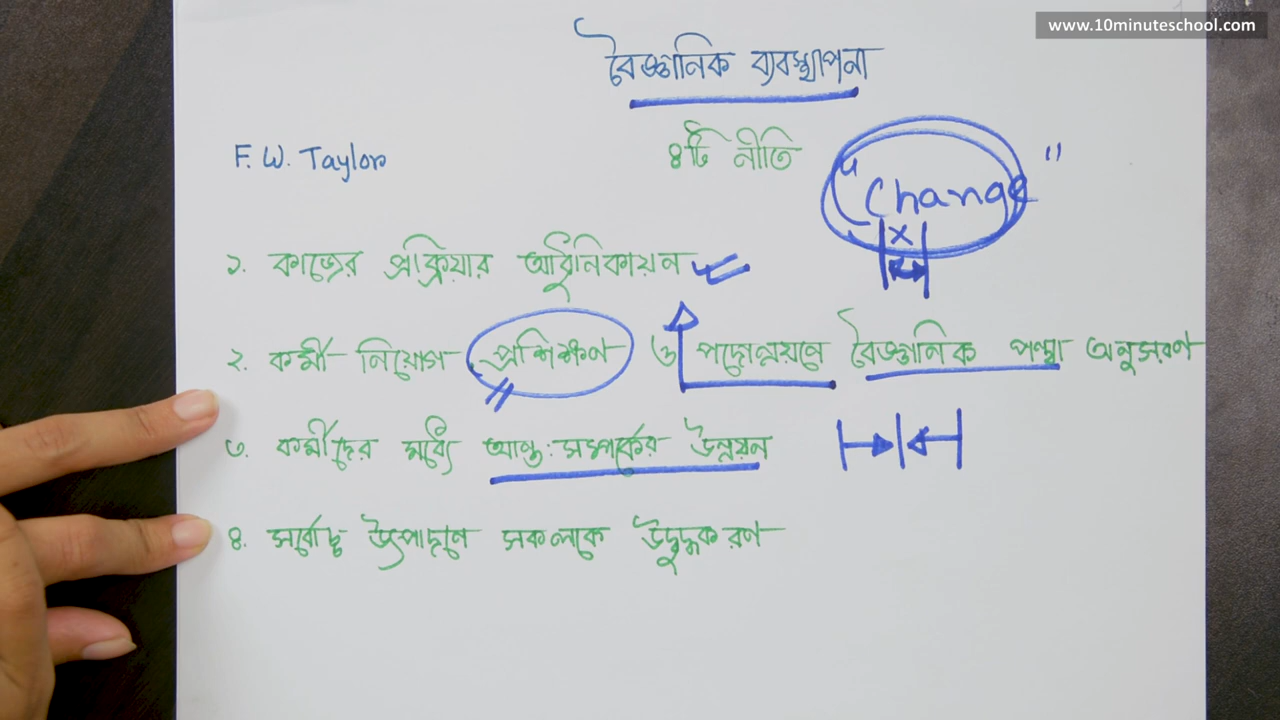 www.10minuteschool.com
বৈজ্ঞানিক ব্যবস্থাপনা
F. W. Taylor
৪টি নীতি
"Change"
x
১. কাজের প্রক্রিয়ার আধুনিকায়ন
২. কর্মী নিয়োগ প্রশিক্ষণ ও পদোন্নয়নে বৈজ্ঞানিক পন্থা অনুসরণ
৩. কর্মীদের মধ্যে আন্ত:সম্পর্কের উন্নয়ন
৪. সর্বোচ্চ উৎপাদনে সকলকে উদ্বুদ্ধকরণ